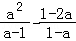 a²/(a-1) - (1-2a)/(1-a)